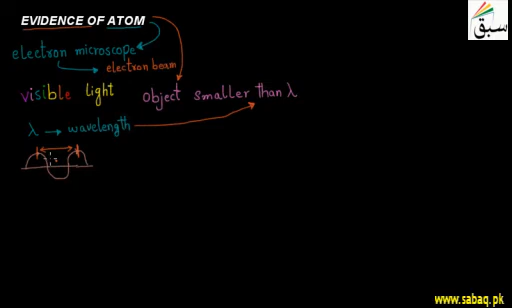 سبق
EVIDENCE OF ATOM
electron microscope
electron beam
visible light object smaller than λ
λ → wavelength
www.sabaq.pk